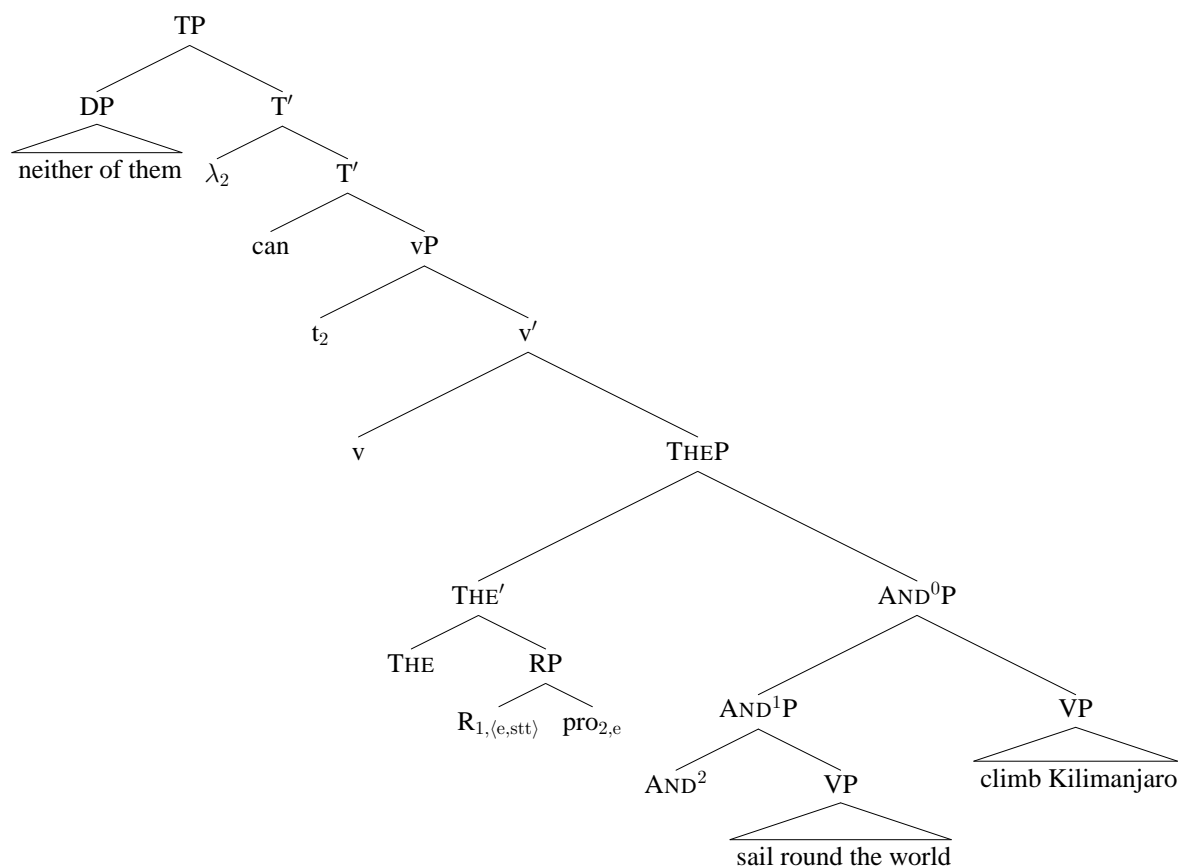 TP
DP T′
neither of them λ₂ T′
can vP
t₂ v′
v THEP
THE′ AND⁰P
THE RP AND¹P VP
R₁,⟨e,stt⟩ pro₂,e AND² VP climb Kilimanjaro
sail round the world